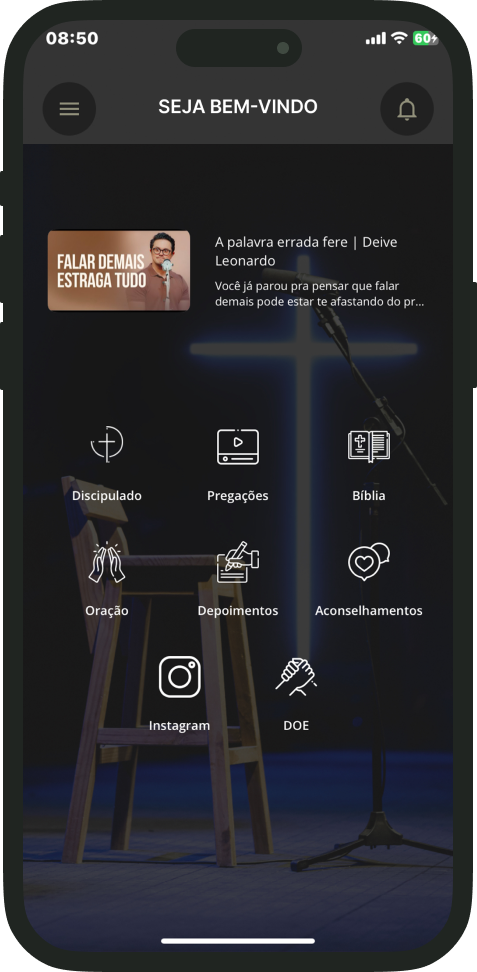 08:50
60
SEJA BEM-VINDO
FALAR DEMAIS
ESTRAGA TUDO
A palavra errada fere | Deive
Leonardo
Você já parou pra pensar que falar
demais pode estar te afastando do pr...
Discipulado
Pregações
Bíblia
Oração
Depoimentos
Aconselhamentos
Instagram
DOE